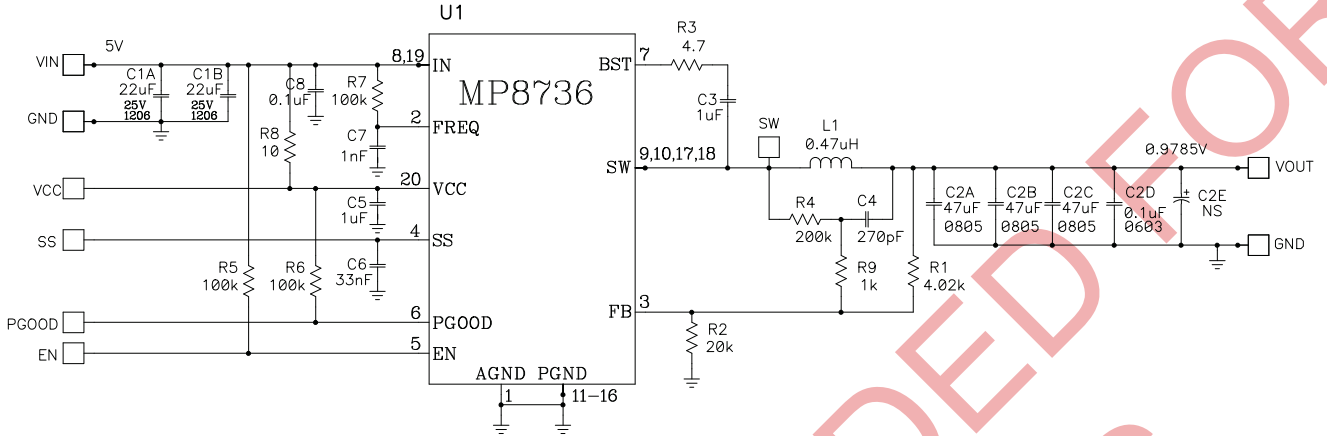 U1
MP8736
VIN
5V
GND
C1A
22uF
25V
1206
C1B
22uF
25V
1206
C8
0.1uF
R7
100k
8,19
IN
2
FREQ
C7
1nF
R8
10
VCC
20
VCC
C5
1uF
SS
4
SS
C6
33nF
R5
100k
R6
100k
PGOOD
6
PGOOD
EN
5
EN
AGND
PGND
1
11-16
BST
7
R3
4.7
C3
1uF
SW
9,10,17,18
SW
L1
0.47uH
R4
200k
C4
270pF
R9
1k
R1
4.02k
FB
3
R2
20k
C2A
47uF
0805
C2B
47uF
0805
C2C
47uF
0805
C2D
0.1uF
0603
C2E
NS
+
0.9785V
VOUT
GND
DED FOR